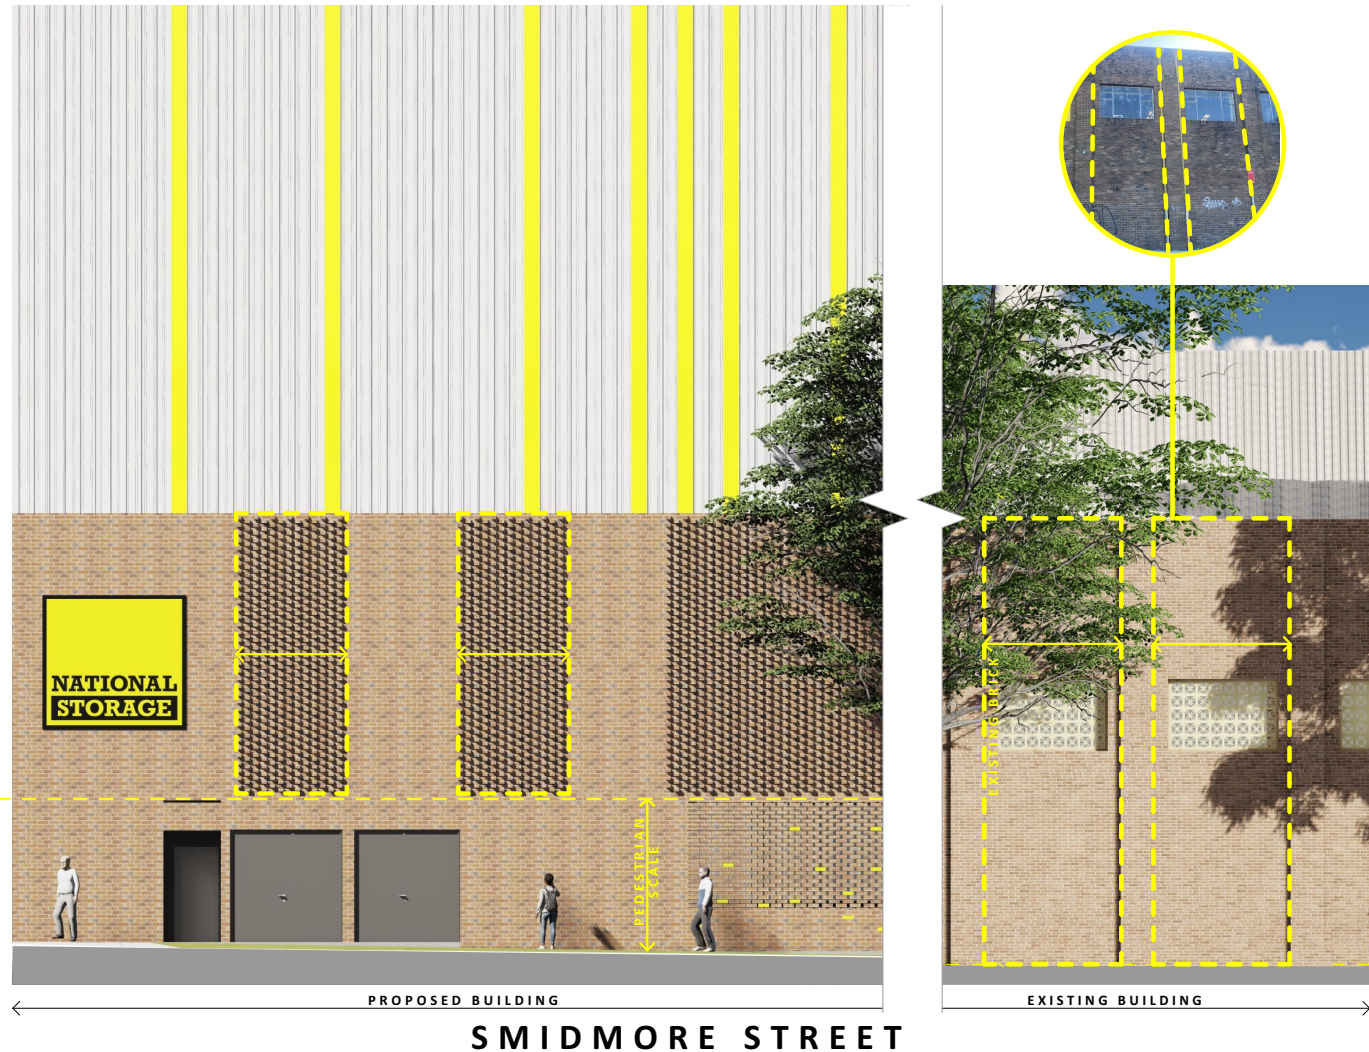 NATIONAL
STORAGE
PEDESTRIAN
SCALE
EXISTING BRICK
PROPOSED BUILDING
EXISTING BUILDING
SMIDMORE STREET